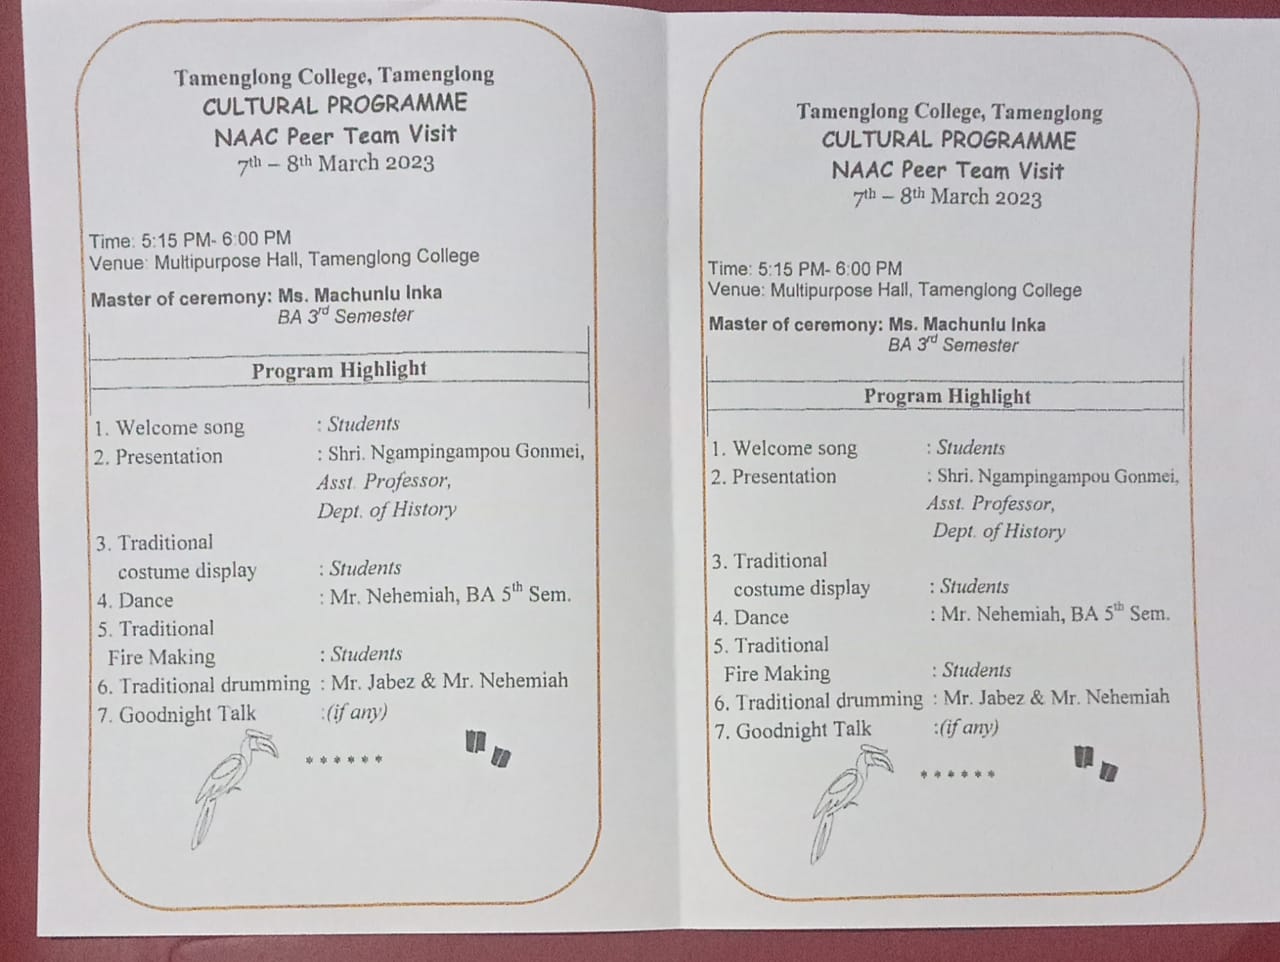 Tamenglong College, Tamenglong
CULTURAL PROGRAMME
NAAC Peer Team Visit
7th – 8th March 2023
Time: 5:15 PM- 6:00 PM
Venue: Multipurpose Hall, Tamenglong College
Master of ceremony: Ms. Machunlu Inka
BA 3rd Semester
Program Highlight
1. Welcome song : Students
2. Presentation : Shri. Ngampingampou Gonmei,
Asst. Professor,
Dept. of History
3. Traditional
costume display : Students
4. Dance : Mr. Nehemiah, BA 5th Sem.
5. Traditional
Fire Making : Students
6. Traditional drumming : Mr. Jabez & Mr. Nehemiah
7. Goodnight Talk :(if any)
* * * * * *
Tamenglong College, Tamenglong
CULTURAL PROGRAMME
NAAC Peer Team Visit
7th – 8th March 2023
Time: 5:15 PM- 6:00 PM
Venue: Multipurpose Hall, Tamenglong College
Master of ceremony: Ms. Machunlu Inka
BA 3rd Semester
Program Highlight
1. Welcome song : Students
2. Presentation : Shri. Ngampingampou Gonmei,
Asst. Professor,
Dept. of History
3. Traditional
costume display : Students
4. Dance : Mr. Nehemiah, BA 5th Sem.
5. Traditional
Fire Making : Students
6. Traditional drumming : Mr. Jabez & Mr. Nehemiah
7. Goodnight Talk :(if any)
* * * * * *